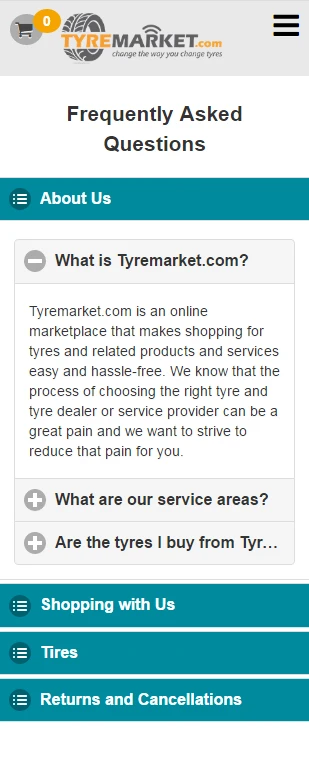 0
TYREMARKET.com
change the way you change tyres
Frequently Asked
Questions
About Us
What is Tyremarket.com?
Tyremarket.com is an online
marketplace that makes shopping for
tyres and related products and services
easy and hassle-free. We know that the
process of choosing the right tyre and
tyre dealer or service provider can be a
great pain and we want to strive to
reduce that pain for you.
What are our service areas?
Are the tyres I buy from Tyr…
Shopping with Us
Tires
Returns and Cancellations